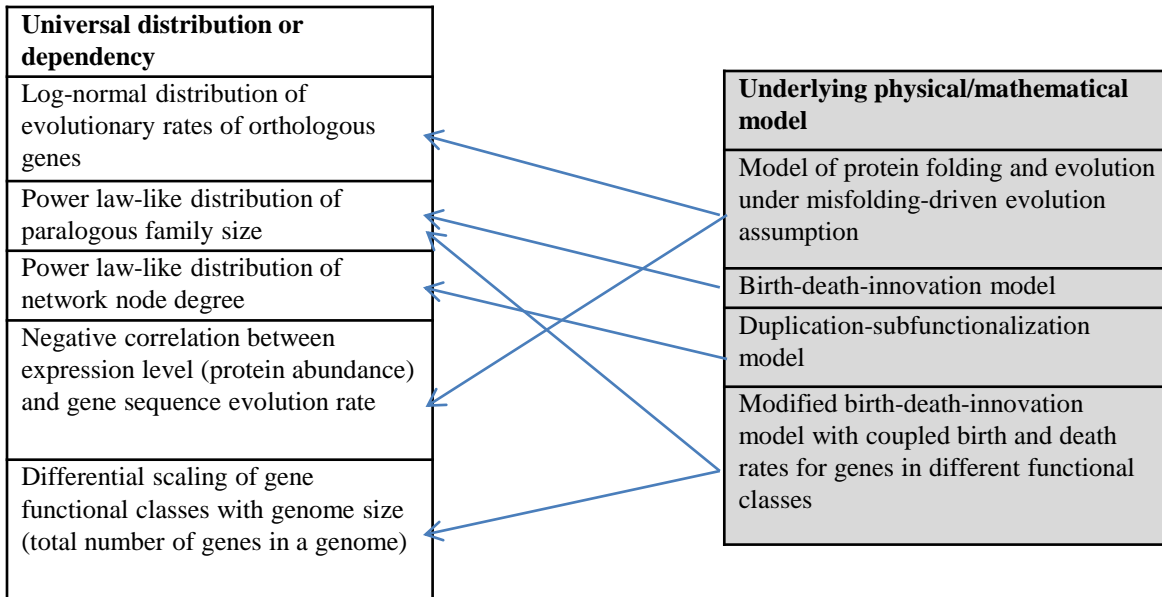 Universal distribution or
dependency
Log-normal distribution of
evolutionary rates of orthologous
genes
Power law-like distribution of
paralogous family size
Power law-like distribution of
network node degree
Negative correlation between
expression level (protein abundance)
and gene sequence evolution rate
Differential scaling of gene
functional classes with genome size
(total number of genes in a genome)
Underlying physical/mathematical
model
Model of protein folding and evolution
under misfolding-driven evolution
assumption
Birth-death-innovation model
Duplication-subfunctionalization
model
Modified birth-death-innovation
model with coupled birth and death
rates for genes in different functional
classes